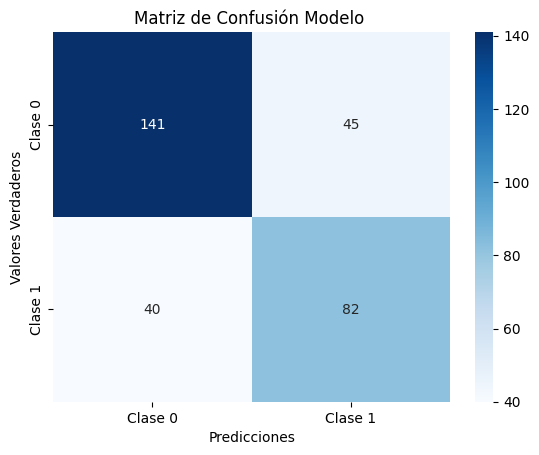 Matriz de Confusión Modelo
Valores Verdaderos
Clase 0
141
45
Clase 1
40
82
Clase 0
Clase 1
Predicciones
140
120
100
80
60
40